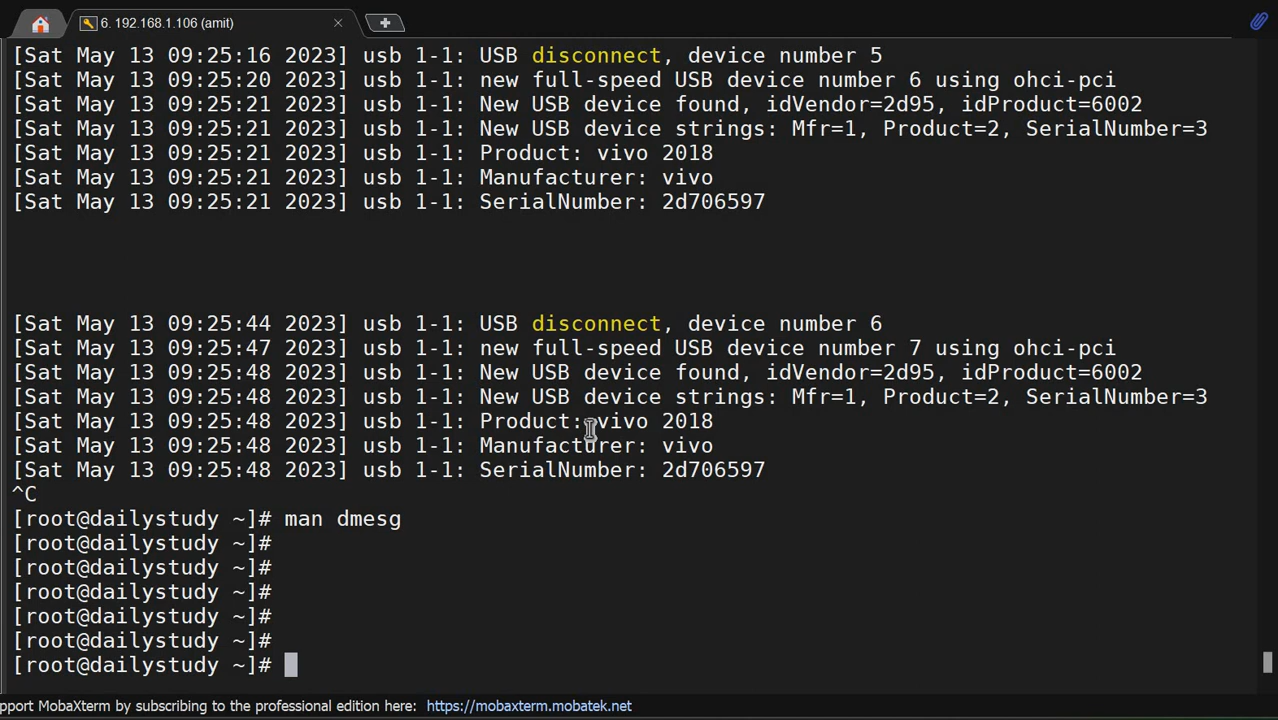 6. 192.168.1.106 (amit)
[Sat May 13 09:25:16 2023] usb 1-1: USB disconnect, device number 5
[Sat May 13 09:25:20 2023] usb 1-1: new full-speed USB device number 6 using ohci-pci
[Sat May 13 09:25:21 2023] usb 1-1: New USB device found, idVendor=2d95, idProduct=6002
[Sat May 13 09:25:21 2023] usb 1-1: New USB device strings: Mfr=1, Product=2, SerialNumber=3
[Sat May 13 09:25:21 2023] usb 1-1: Product: vivo 2018
[Sat May 13 09:25:21 2023] usb 1-1: Manufacturer: vivo
[Sat May 13 09:25:21 2023] usb 1-1: SerialNumber: 2d706597
[Sat May 13 09:25:44 2023] usb 1-1: USB disconnect, device number 6
[Sat May 13 09:25:47 2023] usb 1-1: new full-speed USB device number 7 using ohci-pci
[Sat May 13 09:25:48 2023] usb 1-1: New USB device found, idVendor=2d95, idProduct=6002
[Sat May 13 09:25:48 2023] usb 1-1: New USB device strings: Mfr=1, Product=2, SerialNumber=3
[Sat May 13 09:25:48 2023] usb 1-1: Product: vivo 2018
[Sat May 13 09:25:48 2023] usb 1-1: Manufacturer: vivo
[Sat May 13 09:25:48 2023] usb 1-1: SerialNumber: 2d706597
^C
[root@dailystudy ~]# man dmesg
[root@dailystudy ~]#
[root@dailystudy ~]#
[root@dailystudy ~]#
[root@dailystudy ~]#
[root@dailystudy ~]#
[root@dailystudy ~]#
pport MobaXterm by subscribing to the professional edition here: https://mobaxterm.mobatek.net